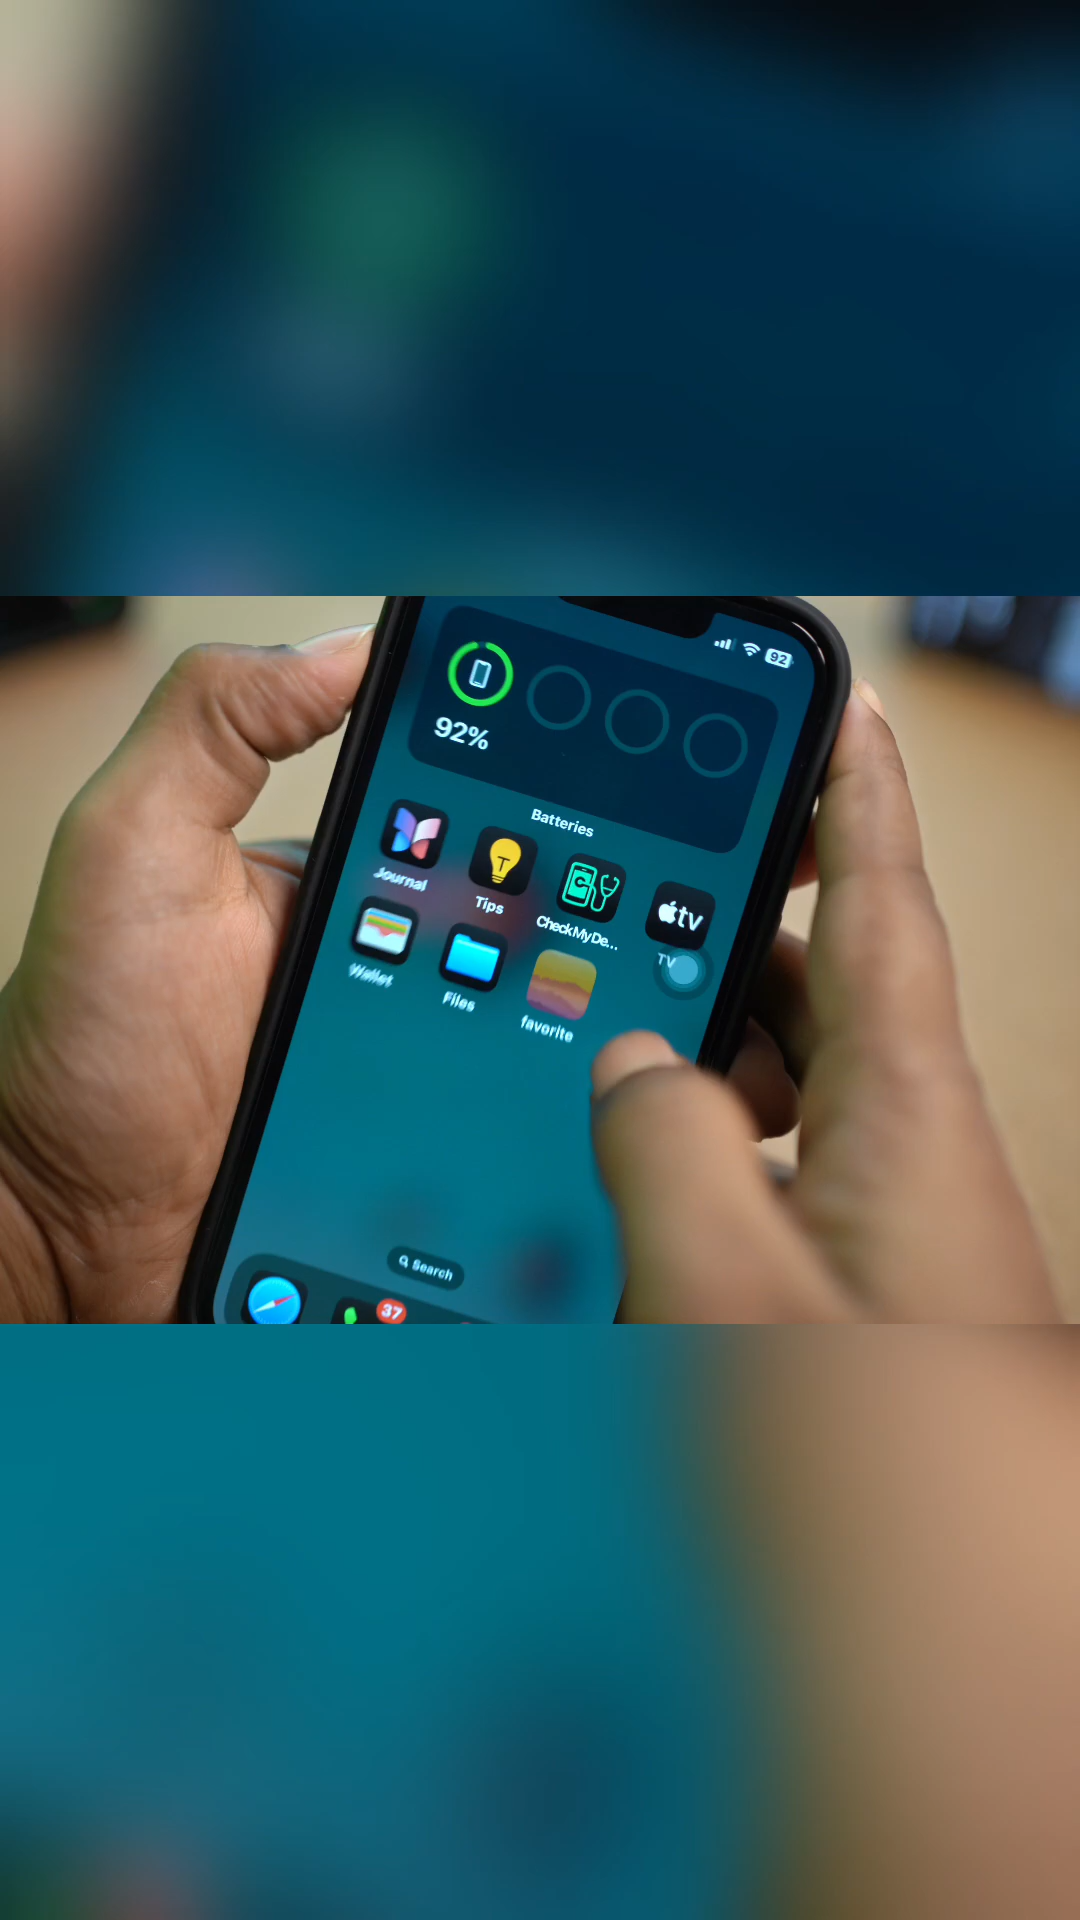 92
92%
Batteries
Journal
Tips
CheckMyDe...
tv
TV
Wallet
Files
favorite
Search
37